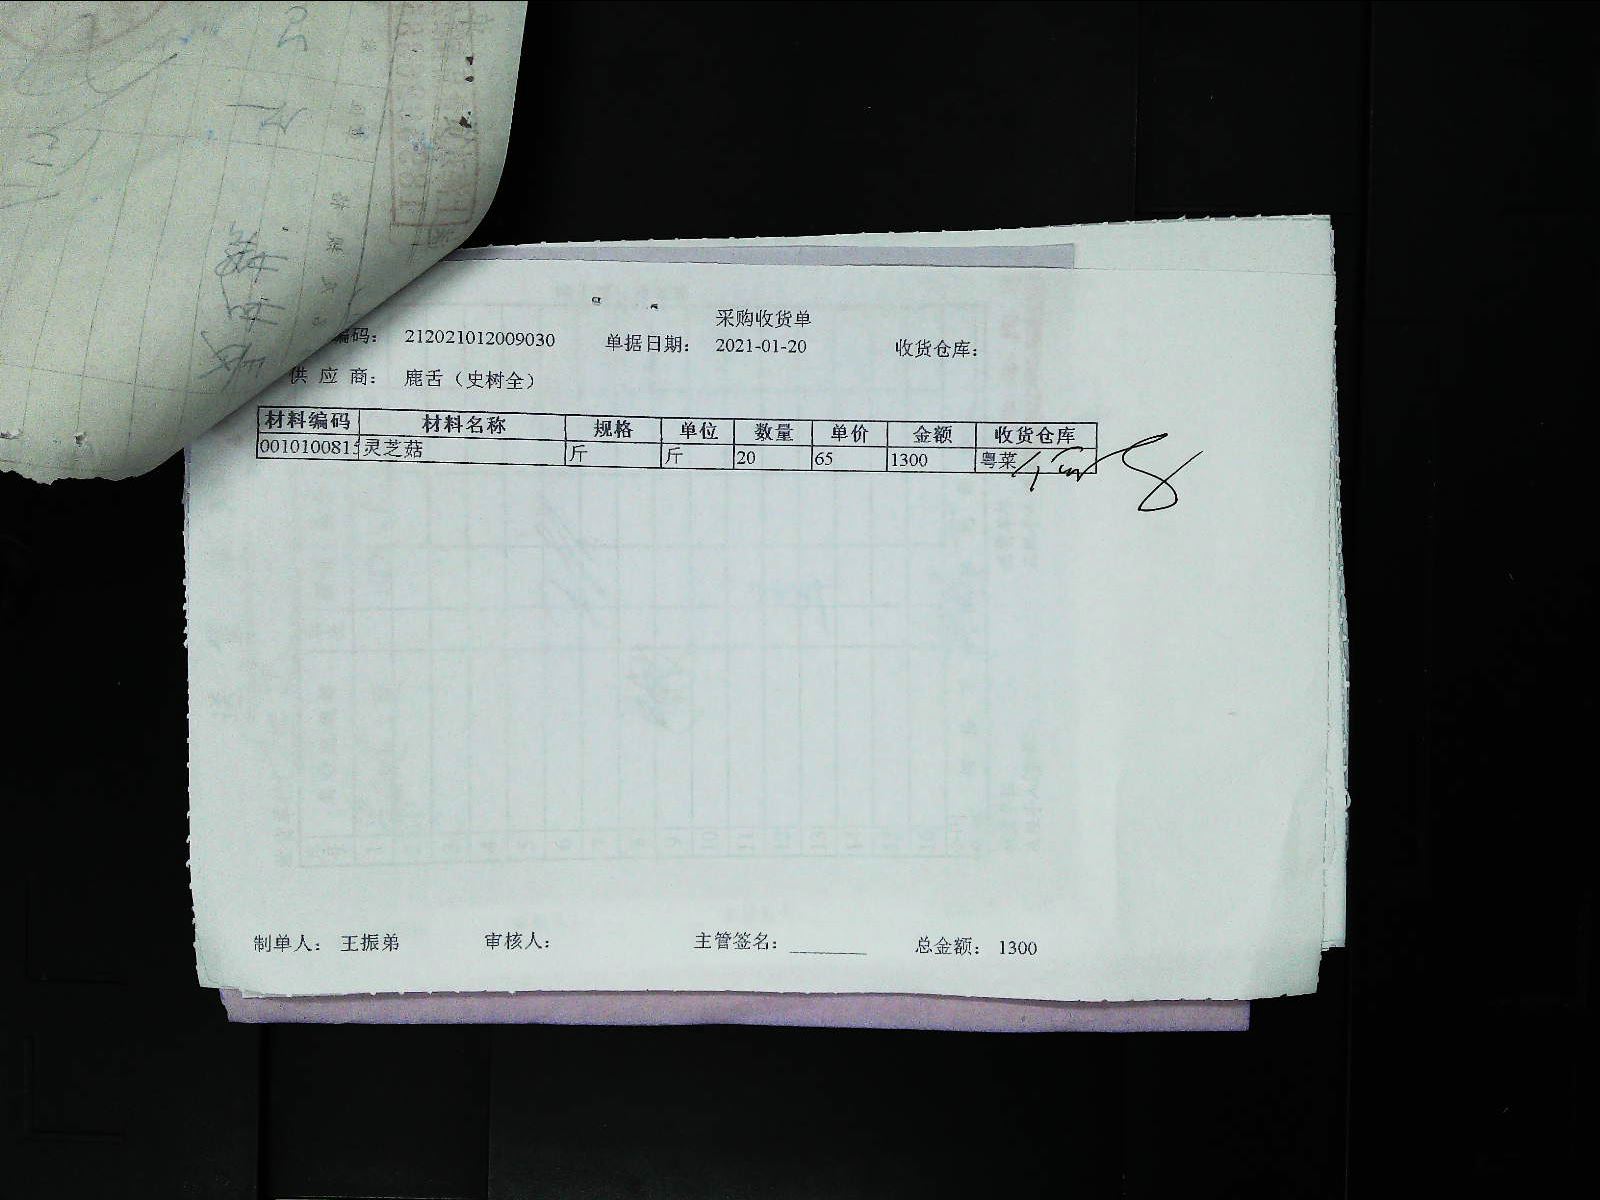 采购收货单
编码： 212021012009030 单据日期： 2021-01-20 收货仓库：
供 应 商： 鹿舌（史树全）
材料编码 材料名称 规格 单位 数量 单价 金额 收货仓库
0010100815 灵芝菇 斤 斤 20 65 1300 粤菜
制单人： 王振弟 审核人： 主管签名： 总金额： 1300